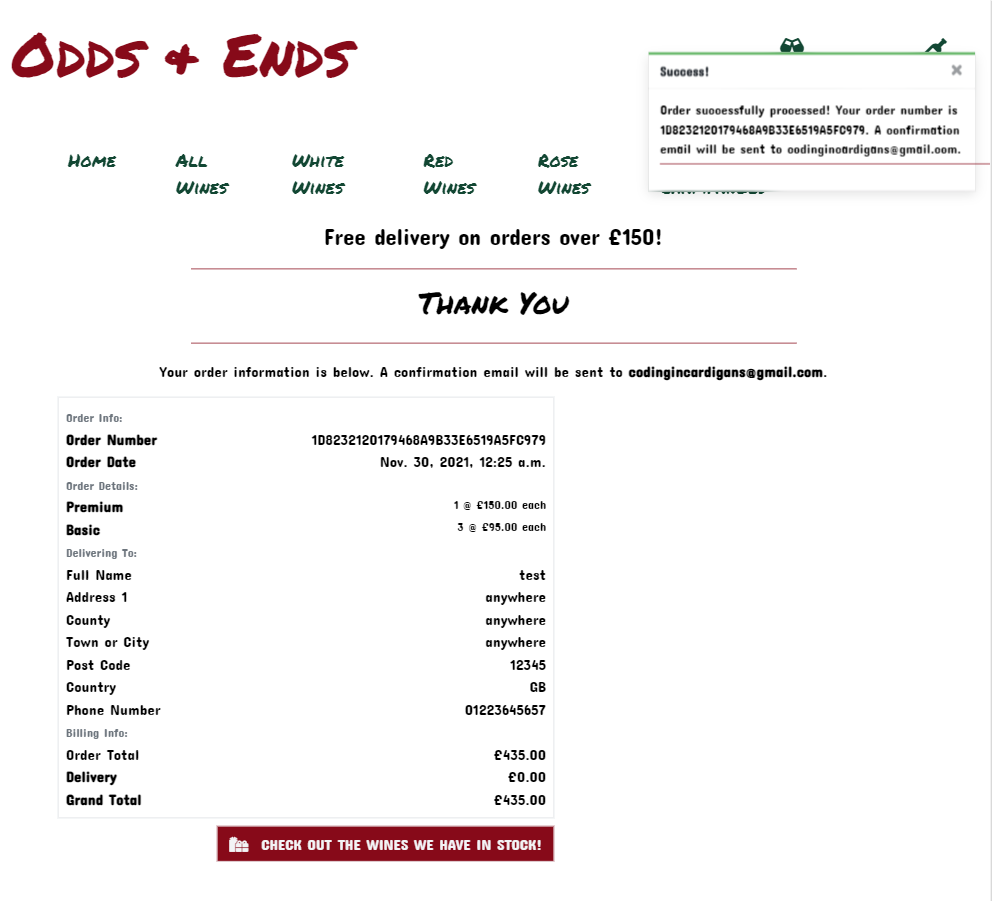 Odds & Ends
Success!
×
Order successfully processed! Your order number is
1D8232120179468A9B33E6519A5FC979. A confirmation
email will be sent to codingincardigans@gmail.com.
Home
All Wines
White Wines
Red Wines
Rose Wines
Free delivery on orders over £150!
Thank You
Your order information is below. A confirmation email will be sent to codingincardigans@gmail.com.
Order Info:
Order Number 1D8232120179468A9B33E6519A5FC979
Order Date Nov. 30, 2021, 12:25 a.m.
Order Details:
Premium 1 @ £150.00 each
Basic 3 @ £95.00 each
Delivering To:
Full Name test
Address 1 anywhere
County anywhere
Town or City anywhere
Post Code 12345
Country GB
Phone Number 01223645657
Billing Info:
Order Total £435.00
Delivery £0.00
Grand Total £435.00
CHECK OUT THE WINES WE HAVE IN STOCK!